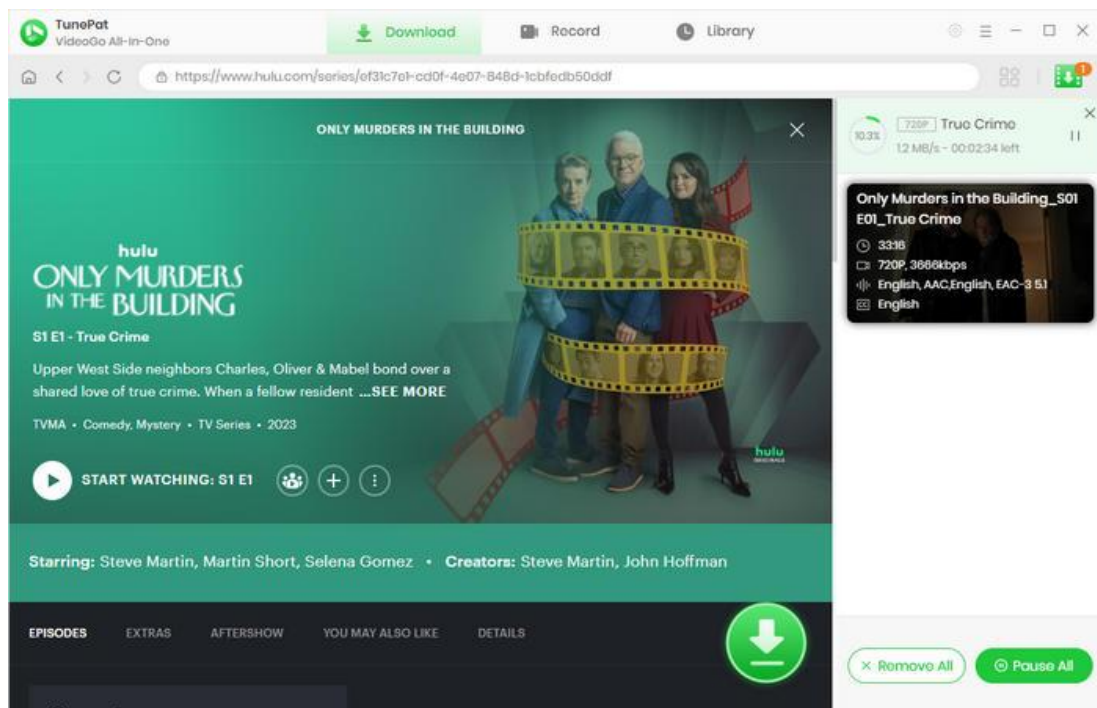 TunePat
VideoGo All-In-One
Download
Record
Library
https://www.hulu.com/series/ef31c7e1-cd0f-4e07-848d-1cbfedb50ddf
1
ONLY MURDERS IN THE BUILDING
hulu
ONLY MURDERS
IN THE BUILDING
S1 E1 - True Crime
Upper West Side neighbors Charles, Oliver & Mabel bond over a
shared love of true crime. When a fellow resident ...SEE MORE
TVMA • Comedy, Mystery • TV Series • 2023
START WATCHING: S1 E1
hulu
ORIGINALS
Starring: Steve Martin, Martin Short, Selena Gomez • Creators: Steve Martin, John Hoffman
EPISODES
EXTRAS
AFTERSHOW
YOU MAY ALSO LIKE
DETAILS
10.3%
720P True Crime
1.2 MB/s - 00:02:34 left
Only Murders in the Building_S01
E01_True Crime
33:16
720P, 3666kbps
English, AAC,English, EAC-3 5.1
CC English
Remove All
Pause All